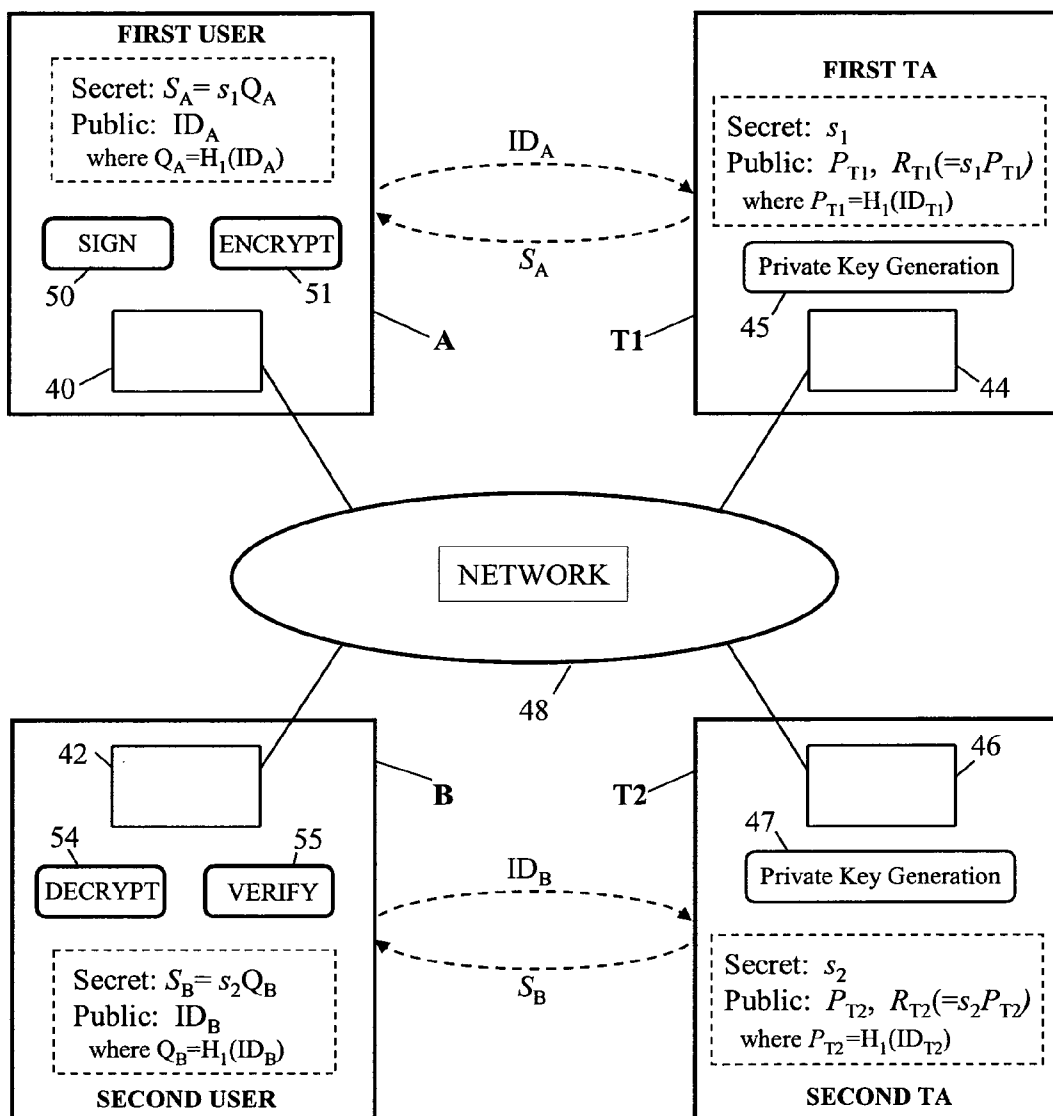 FIRST USER
Secret: S_A= s_1Q_A
Public: ID_A
where Q_A=H_1(ID_A)
SIGN
ENCRYPT
50
51
40
A
ID_A
S_A
FIRST TA
Secret: s_1
Public: P_T1, R_T1(=s_1P_T1)
where P_T1=H_1(ID_T1)
Private Key Generation
45
T1
44
NETWORK
48
42
B
54
55
DECRYPT
VERIFY
Secret: S_B= s_2Q_B
Public: ID_B
where Q_B=H_1(ID_B)
SECOND USER
ID_B
S_B
T2
46
47
Private Key Generation
Secret: s_2
Public: P_T2, R_T2(=s_2P_T2)
where P_T2=H_1(ID_T2)
SECOND TA